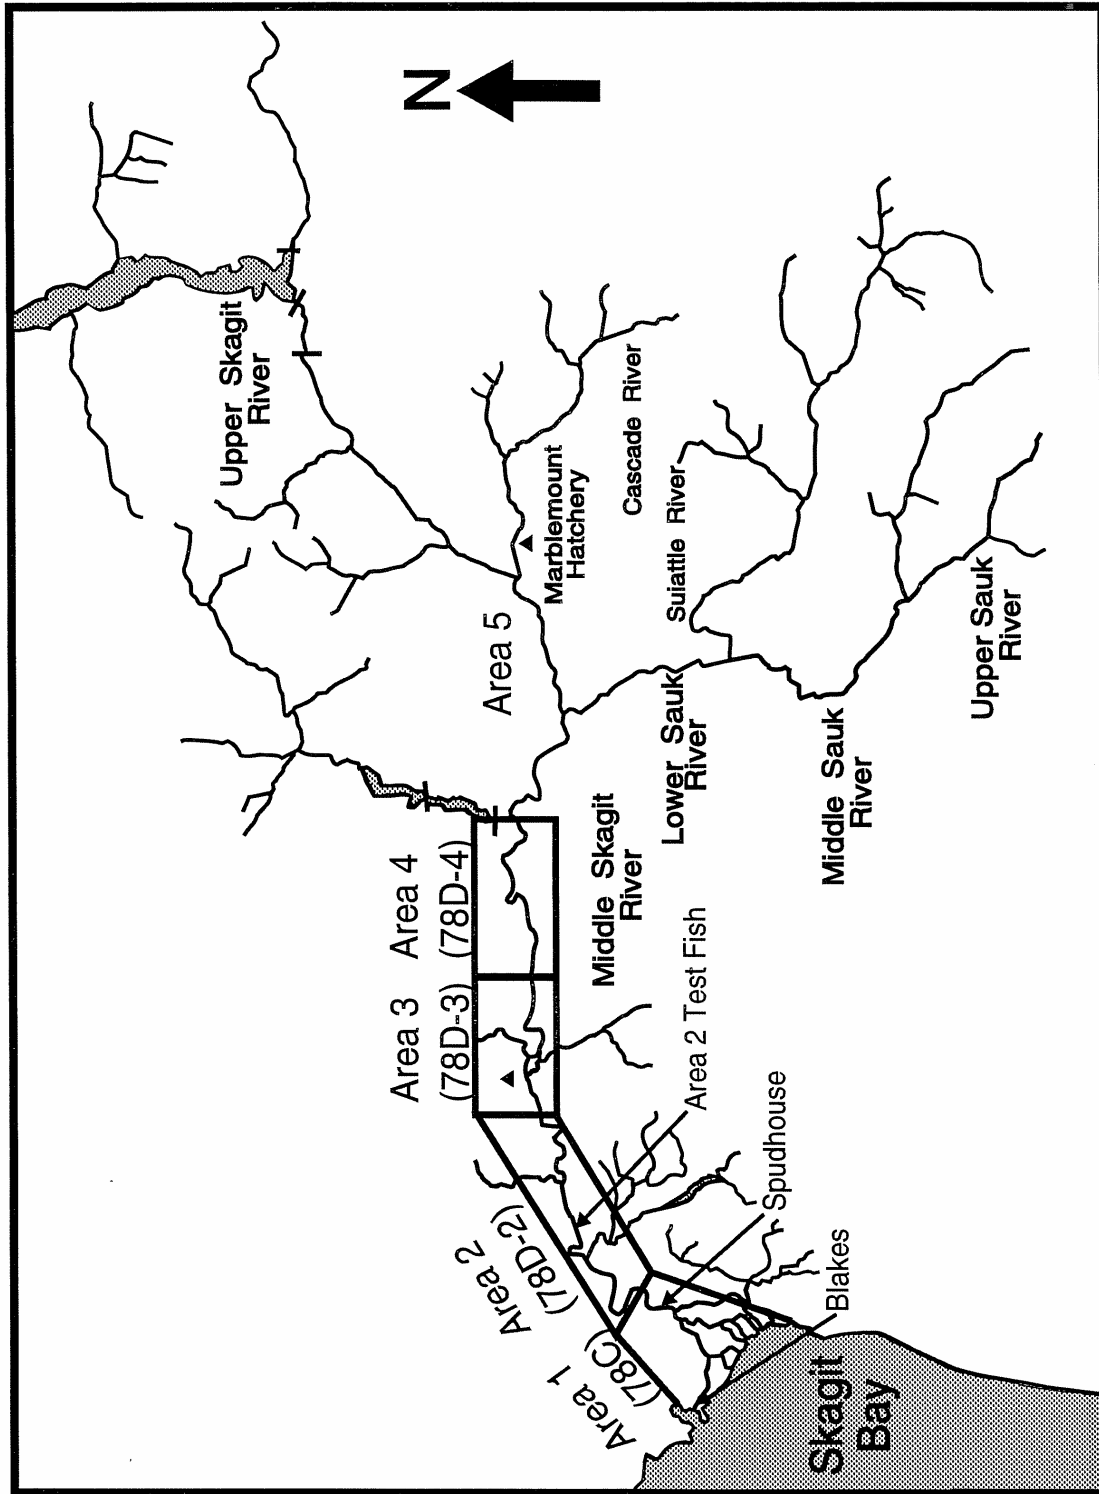 N
Upper Skagit
River
Area 5
Marblemount
Hatchery
Cascade River
Suiattle River
Area 4
(78D-4)
Area 3
(78D-3)
Middle Skagit
River
Lower Sauk
River
Middle Sauk
River
Upper Sauk
River
Area 2
(78D-2)
Area 2 Test Fish
Area 1
(78C)
Spudhouse
Blakes
Skagit
Bay